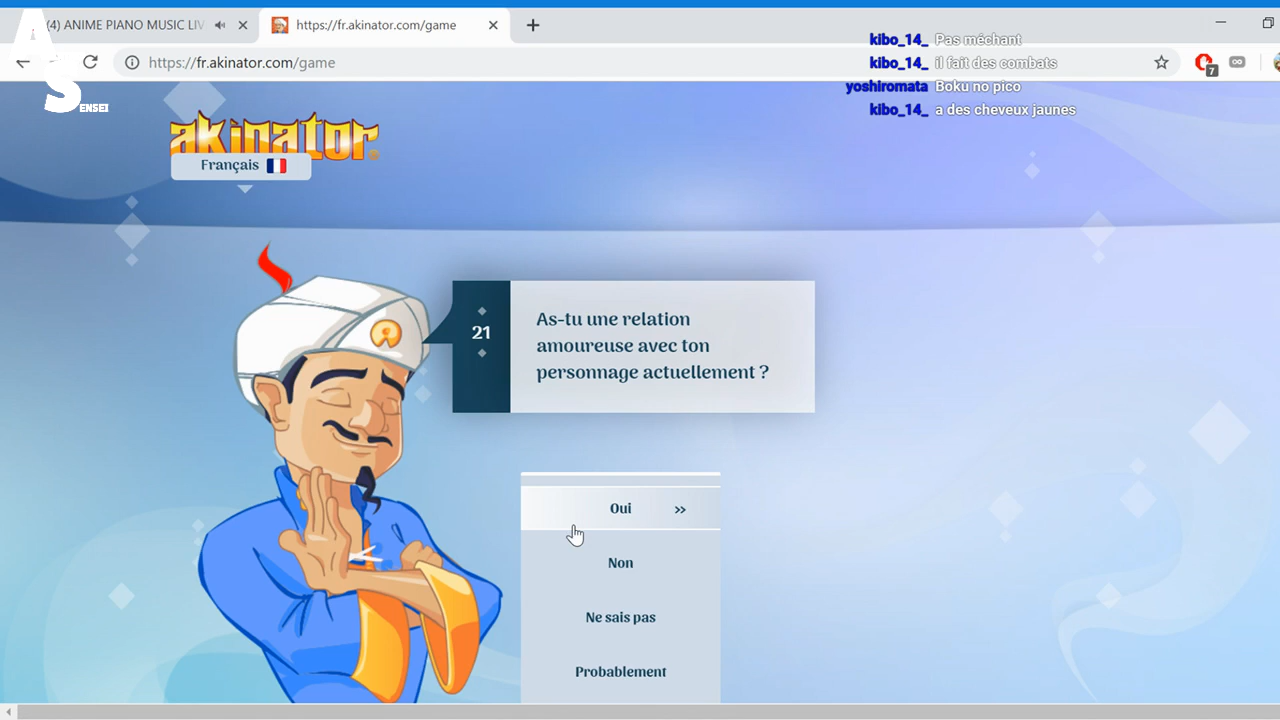 (4) ANIME PIANO MUSIC LIV
https://fr.akinator.com/game
https://fr.akinator.com/game
A
SENSEI
kibo_14_ Pas méchant
kibo_14_ il fait des combats
yoshiromata Boku no pico
kibo_14_ a des cheveux jaunes
7
akinator
Français
21
As-tu une relation
amoureuse avec ton
personnage actuellement ?
Oui >>
Non
Ne sais pas
Probablement